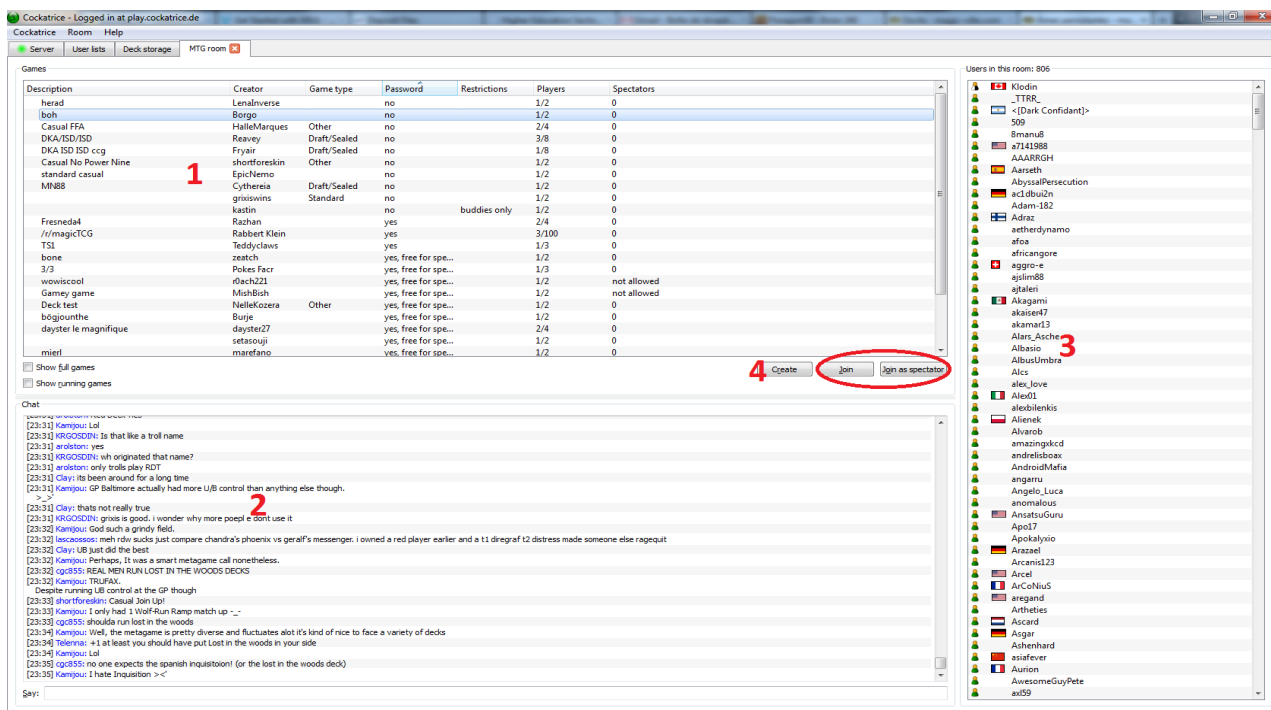 Cockatrice - Logged in at play.cockatrice.de
Cockatrice Room Help
Server User lists Deck storage MTG room
Games
Description Creator Game type Password Restrictions Players Spectators
herad LenaInverse no 1/2 0
boh Borgo no 1/2 0
Casual FFA HalleMarques Other no 2/4 0
DKA/ISD/ISD Reavey Draft/Sealed no 3/8 0
DKA ISD ISD ccg Fryair Draft/Sealed no 1/8 0
Casual No Power Nine shortforeskin Other no 1/2 0
standard casual EpicNemo no 1/2 0
MN88 Cythereia Draft/Sealed no 1/2 0
grixiswins Standard no 1/2 0
kastin no buddies only 1/2 0
Fresneda4 Razhan yes 2/4 0
/r/magicTCG Rabbert Klein yes 3/100 0
TS1 Teddyclaws yes 1/3 0
bone zeatch yes, free for spe... 1/2 0
3/3 Pokes Facr yes, free for spe... 1/3 0
wowiscool r0ach221 yes, free for spe... 1/2 not allowed
Gamey game MishBish yes, free for spe... 1/2 not allowed
Deck test NelleKozera Other yes, free for spe... 1/2 0
bögjounthe Burje yes, free for spe... 1/2 0
dayster le magnifique dayster27 yes, free for spe... 2/4 0
setasouji yes, free for spe... 1/2 0
mierl marefano yes, free for spe... 1/2 0
1
Show full games
Show running games
4 Create Join Join as spectator
Chat
[23:31] Kamijou: Lol
[23:31] KRGOSDIN: Is that like a troll name
[23:31] arolston: yes
[23:31] KRGOSDIN: wh originated that name?
[23:31] arolston: only trolls play RDT
[23:31] Clay: its been around for a long time
[23:31] Kamijou: GP Baltimore actually had more U/B control than anything else though.
>_>'
[23:31] Clay: thats not really true
[23:31] KRGOSDIN: grixis is good. i wonder why more poepl e dont use it
[23:32] Kamijou: God such a grindy field.
[23:32] lascaossos: meh rdw sucks just compare chandra's phoenix vs geralf's messenger. i owned a red player earlier and a t1 diregraf t2 distress made someone else ragequit
[23:32] Clay: UB just did the best
[23:32] Kamijou: Perhaps, It was a smart metagame call nonetheless.
[23:32] cgc855: REAL MEN RUN LOST IN THE WOODS DECKS
[23:32] Kamijou: TRUFAX.
Despite running UB control at the GP though
[23:33] shortforeskin: Casual Join Up!
[23:33] Kamijou: I only had 1 Wolf-Run Ramp match up -_-
[23:33] cgc855: shoulda run lost in the woods
[23:34] Kamijou: Well, the metagame is pretty diverse and fluctuates alot it's kind of nice to face a variety of decks
[23:34] Telenna: +1 at least you should have put Lost in the woods in your side
[23:34] Kamijou: Lol
[23:35] cgc855: no one expects the spanish inquisitoion! (or the lost in the woods deck)
[23:35] Kamijou: I hate Inquisition ><'
2
Say:
Users in this room: 806
Klodin
_TTRR_
<[Dark Confidant]>
509
8manu8
a7141988
AAARRGH
Aarseth
AbyssalPersecution
ac1dbui2n
Adam-182
Adraz
aetherdynamo
afoa
africangore
aggro-e
ajslim88
ajtaleri
Akagami
akaiser47
akamar13
Alars_Asche
Albasio
AlbusUmbra
Alcs
alex_love
Alex01
alexbilenkis
Alienek
Alvarob
amazingxkcd
andrelisboax
AndroidMafia
angarru
Angelo_Luca
anomalous
AnsatsuGuru
Apo17
Apokalyxio
Arazael
Arcanis123
Arcel
ArCoNiuS
aregand
Artheties
Ascard
Asgar
Ashenhard
asiafever
Aurion
AwesomeGuyPete
axl59
3